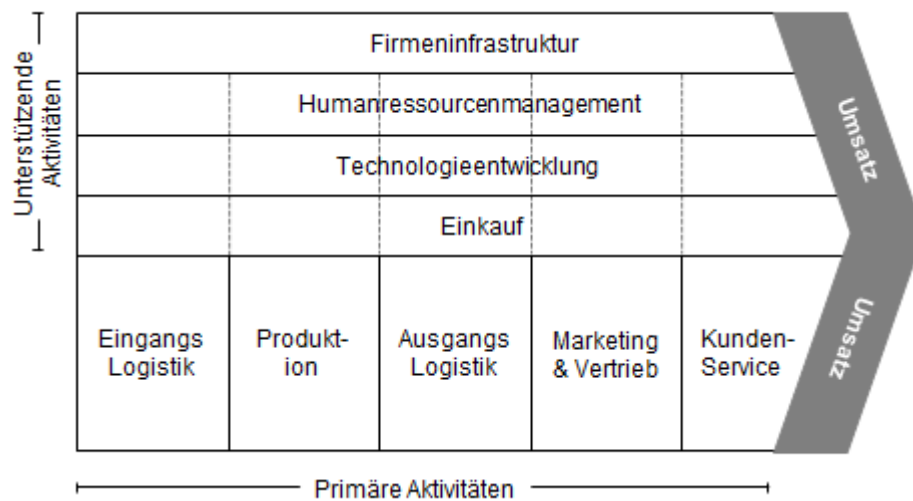 Unterstützende
Aktivitäten
Firmeninfrastruktur
Humanressourcenmanagement
Technologieentwicklung
Einkauf
Umsatz
Umsatz
Eingangs
Logistik
Produkt-
ion
Ausgangs
Logistik
Marketing
& Vertrieb
Kunden-
Service
Primäre Aktivitäten